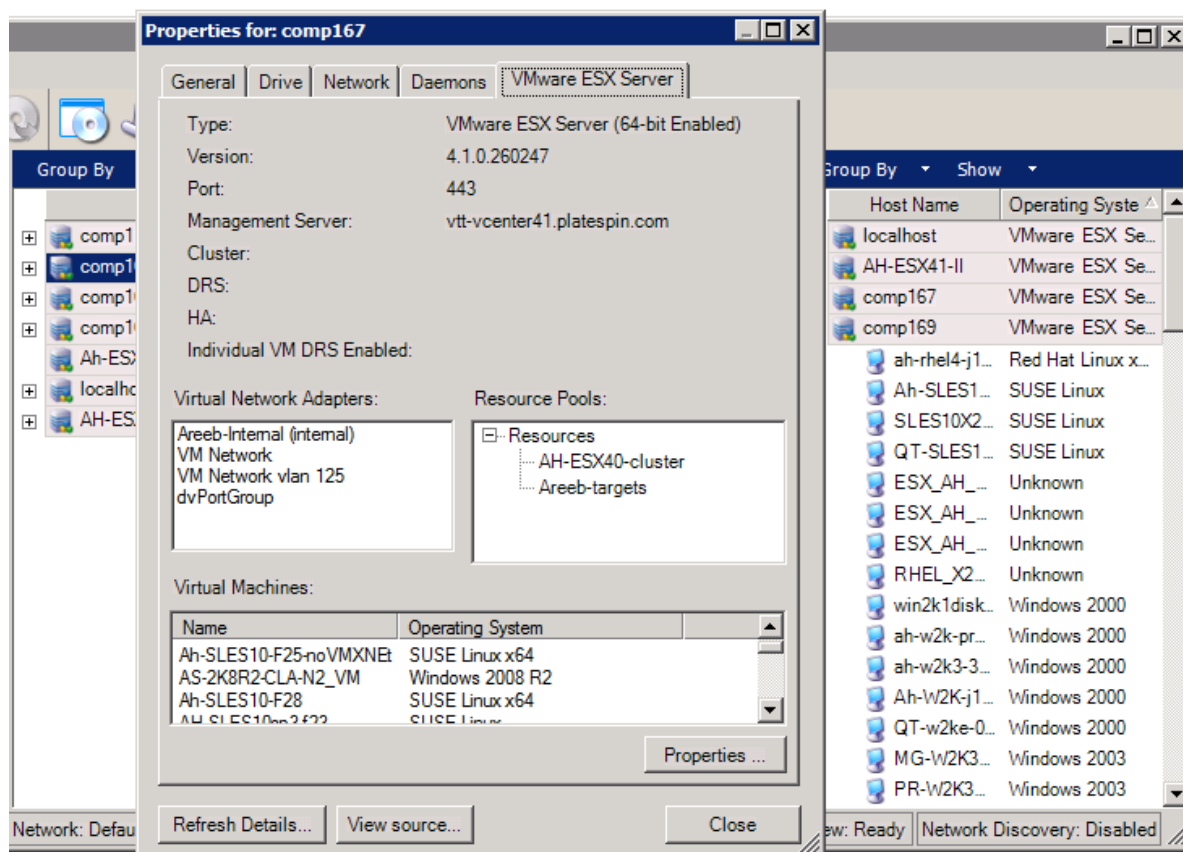 Properties for: comp167
General Drive Network Daemons VMware ESX Server
Type: VMware ESX Server (64-bit Enabled)
Version: 4.1.0.260247
Port: 443
Management Server: vtt-vcenter41.platespin.com
Cluster:
DRS:
HA:
Individual VM DRS Enabled:
Virtual Network Adapters:
Areeb-Internal (internal)
VM Network
VM Network vlan 125
dvPortGroup
Resource Pools:
Resources
AH-ESX40-cluster
Areeb-targets
Virtual Machines:
Name Operating System
Ah-SLES10-F25-noVMXNEt SUSE Linux x64
AS-2K8R2-CLA-N2_VM Windows 2008 R2
Ah-SLES10-F28 SUSE Linux x64
SUSE Linux
Properties ...
Refresh Details... View source... Close
Group By
comp1
comp1
comp1
comp1
Ah-ES
localho
AH-ES
Network: Defau
Group By Show
Host Name Operating Syste
localhost VMware ESX Se...
AH-ESX41-II VMware ESX Se...
comp167 VMware ESX Se...
comp169 VMware ESX Se...
ah-rhel4-j1... Red Hat Linux x...
Ah-SLES1... SUSE Linux
SLES10X2... SUSE Linux
QT-SLES1... SUSE Linux
ESX_AH_... Unknown
ESX_AH_... Unknown
ESX_AH_... Unknown
RHEL_X2... Unknown
win2k1disk... Windows 2000
ah-w2k-pr... Windows 2000
ah-w2k3-3... Windows 2000
Ah-W2K-j1... Windows 2000
QT-w2ke-0... Windows 2000
MG-W2K3... Windows 2003
PR-W2K3... Windows 2003
ew: Ready Network Discovery: Disabled